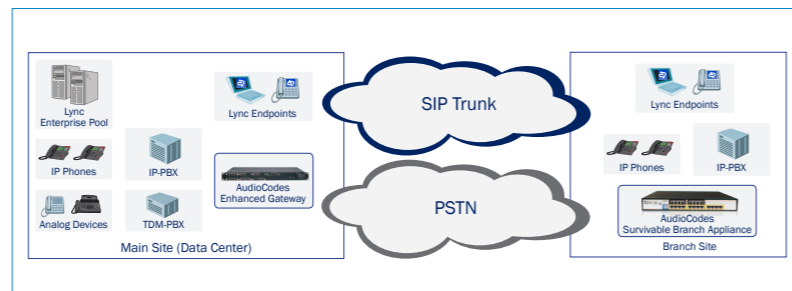 Lync
Enterprise Pool
Lync Endpoints
IP Phones
IP-PBX
AudioCodes
Enhanced Gateway
Analog Devices
TDM-PBX
Main Site (Data Center)
SIP Trunk
PSTN
Lync Endpoints
IP Phones
IP-PBX
AudioCodes
Survivable Branch Appliance
Branch Site